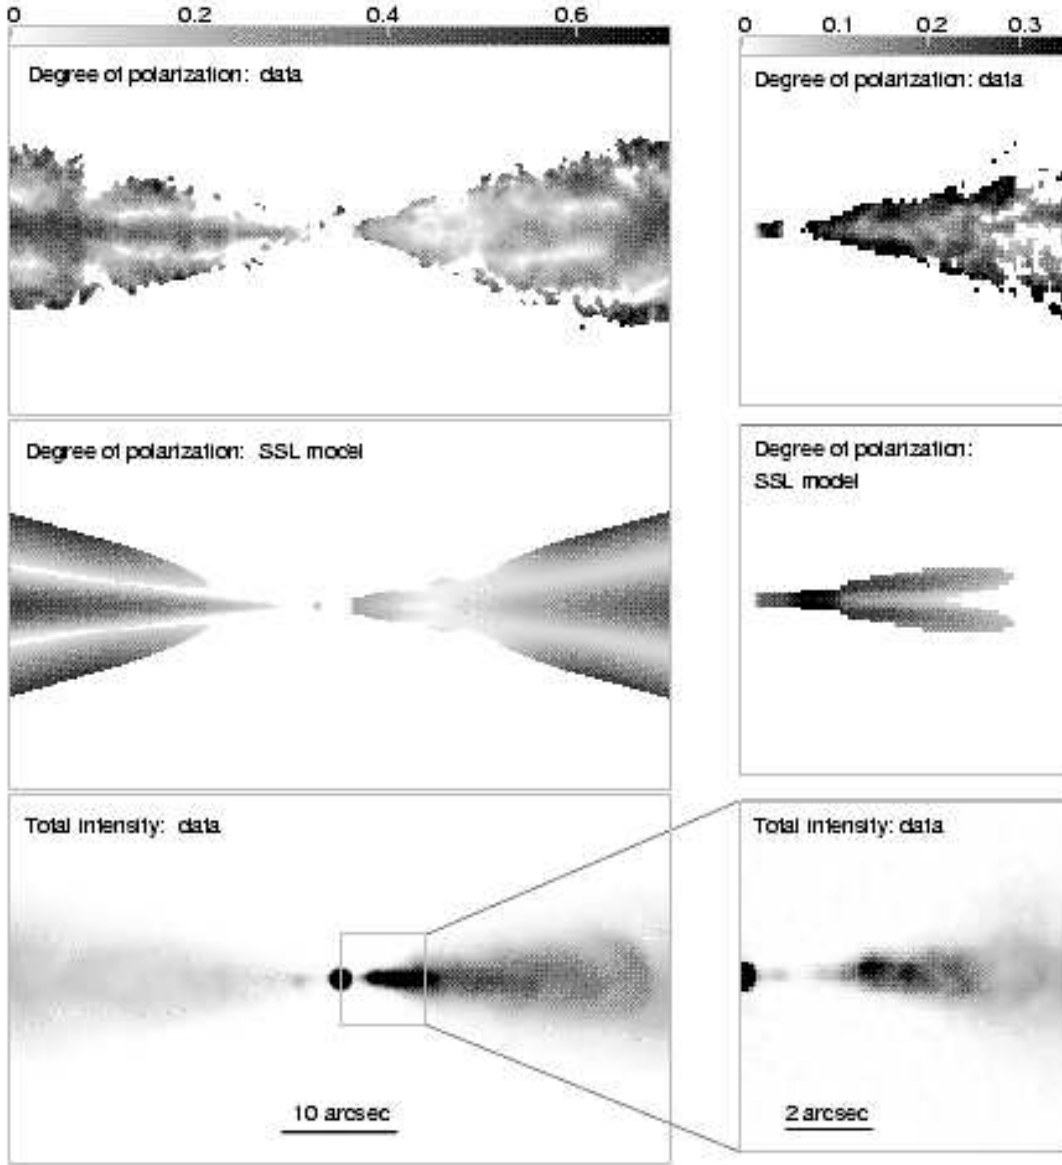 0 0.2 0.4 0.6
Degree of polarization: data
Degree of polarization: SSL model
Total intensity: data
10 arcsec
0 0.1 0.2 0.3
Degree of polarization: data
Degree of polarization:
SSL model
Total intensity: data
2 arcsec